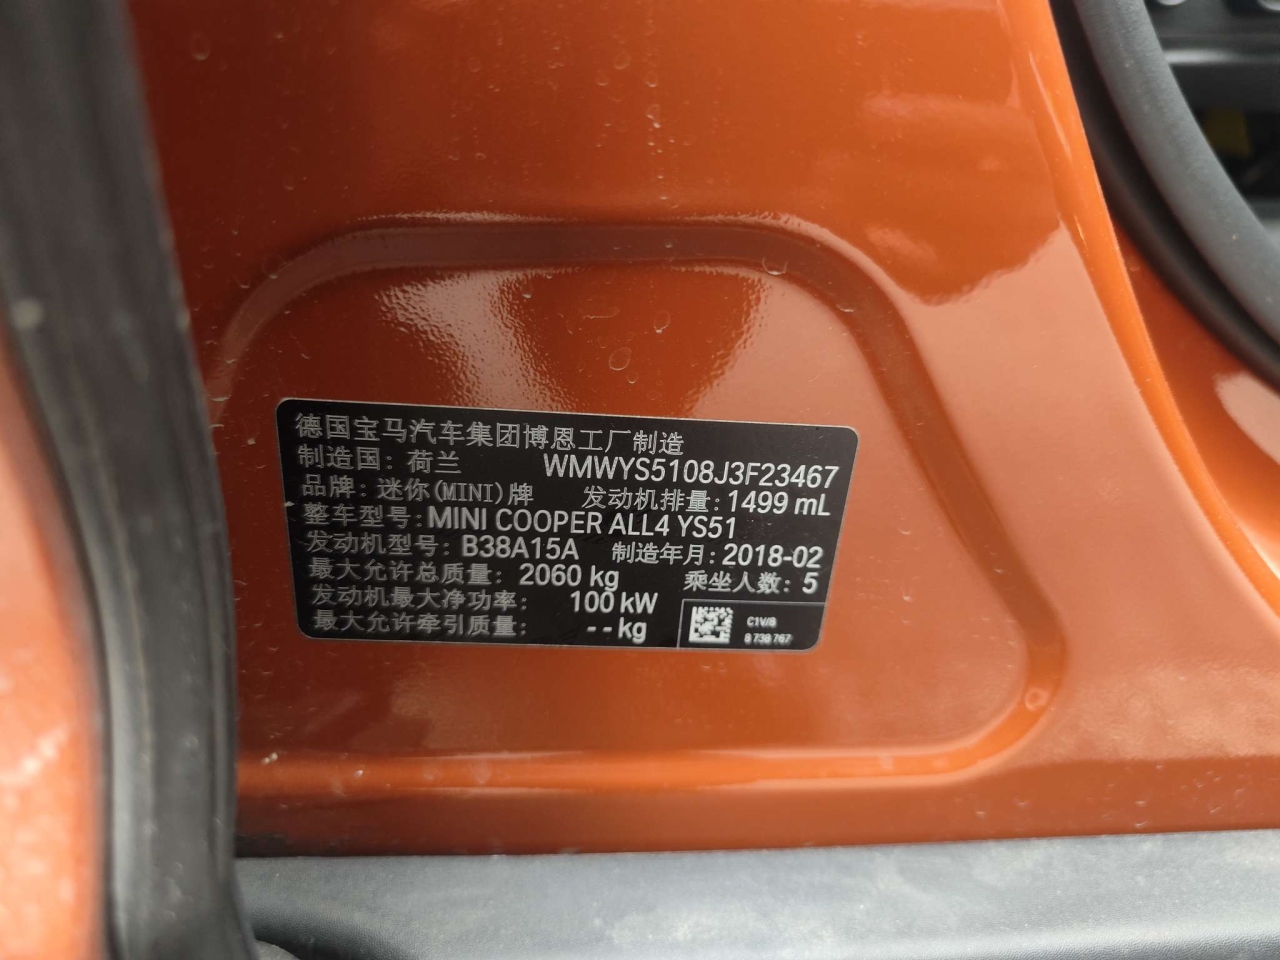 德国宝马汽车集团博恩工厂制造
制造国：荷兰 WMWYS5108J3F23467
品牌：迷你(MINI)牌 发动机排量：1499 mL
整车型号：MINI COOPER ALL4 YS51
发动机型号：B38A15A 制造年月：2018-02
最大允许总质量：2060 kg 乘坐人数：5
发动机最大净功率：100 kW
最大允许牵引质量：--kg
C1V/8
8 738 767